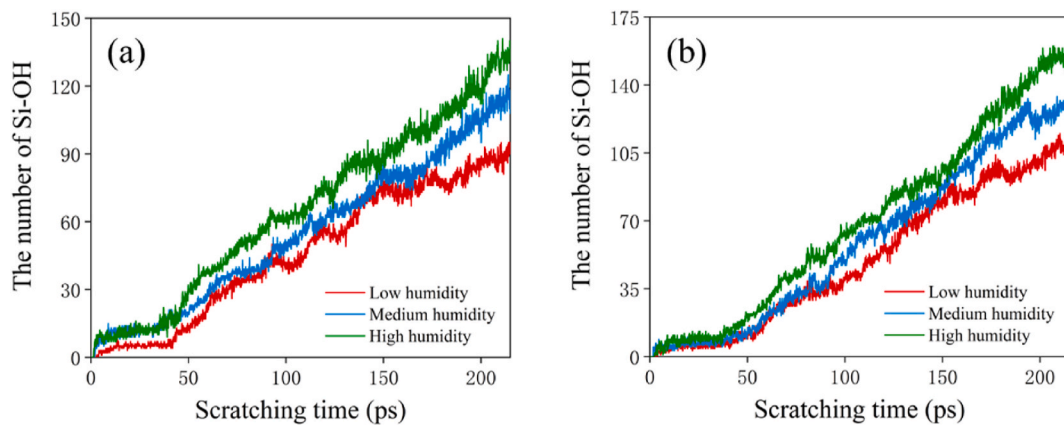 (a)
The number of Si-OH
150
120
90
60
30
0
0 50 100 150 200
Scratching time (ps)
Low humidity
Medium humidity
High humidity
(b)
The number of Si-OH
175
140
105
70
35
0
0 50 100 150 200
Scratching time (ps)
Low humidity
Medium humidity
High humidity